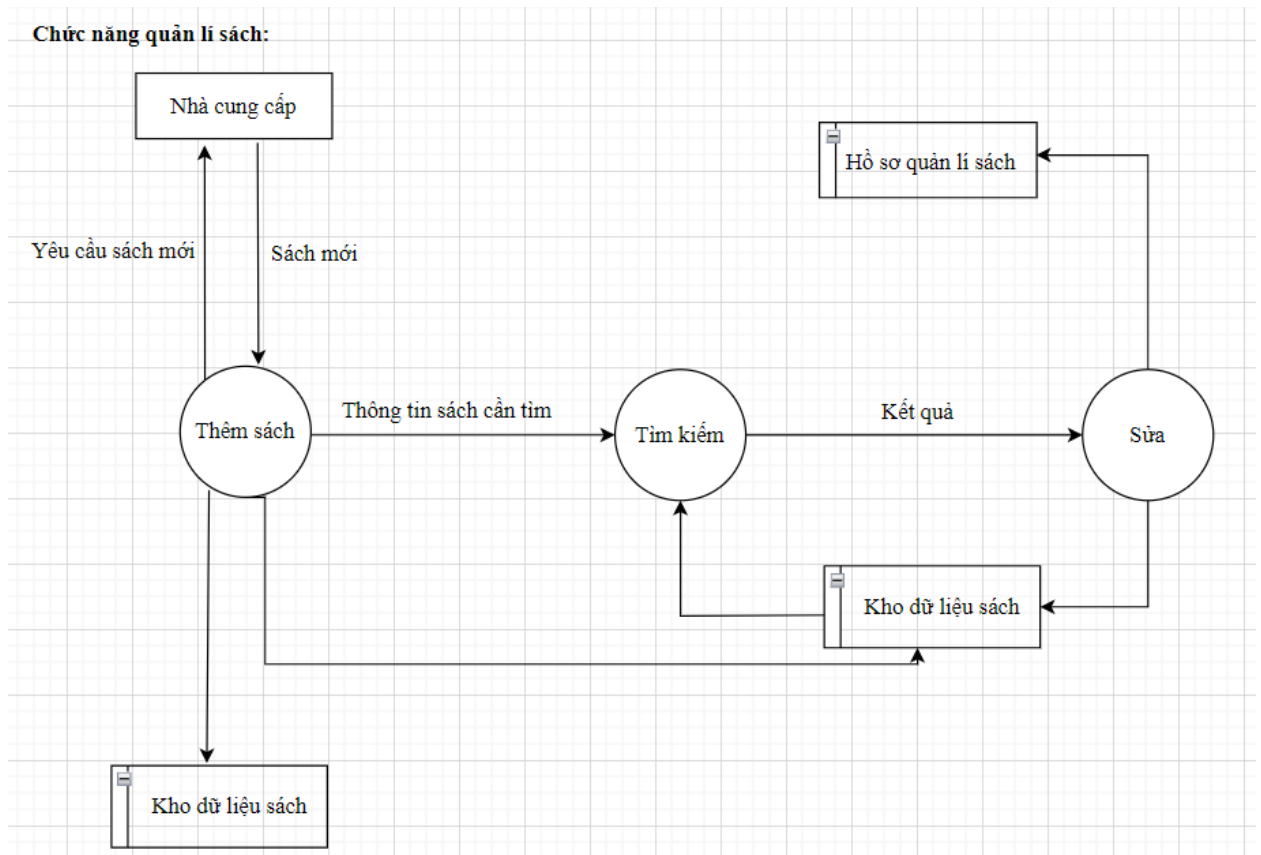 Chức năng quản lí sách:
Nhà cung cấp
Hồ sơ quản lí sách
Yêu cầu sách mới
Sách mới
Thêm sách
Thông tin sách cần tìm
Tìm kiếm
Kết quả
Sửa
Kho dữ liệu sách
Kho dữ liệu sách